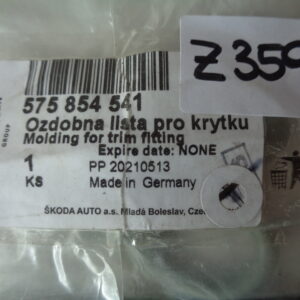 Z 359
575 854 541
Ozdobna lista pro krytku
Molding for trim fitting
Expire date: NONE
1
PP 20210513
KS
Made in Germany
ŠKODA AUTO a.s. Mladá Boleslav, Cze